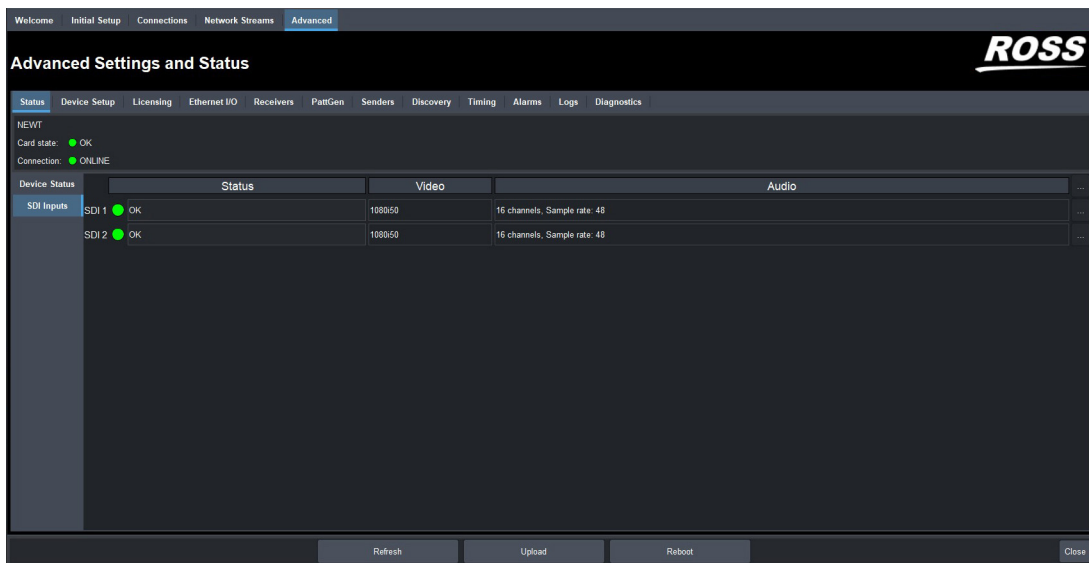 Welcome Initial Setup Connections Network Streams Advanced
Advanced Settings and Status
ROSS
Status Device Setup Licensing Ethernet I/O Receivers PattGen Senders Discovery Timing Alarms Logs Diagnostics
NEWT
Card state: OK
Connection: ONLINE
Device Status
SDI Inputs
Status Video Audio ...
SDI 1 OK 1080i50 16 channels, Sample rate: 48 ...
SDI 2 OK 1080i50 16 channels, Sample rate: 48 ...
Refresh Upload Reboot Close